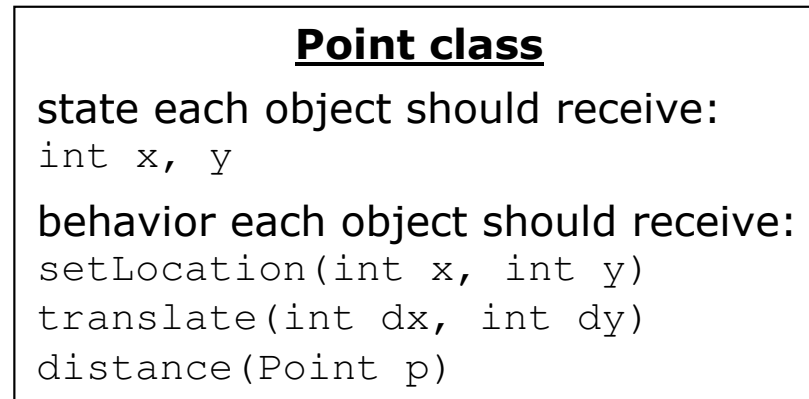 Point class
state each object should receive:
int x, y
behavior each object should receive:
setLocation(int x, int y)
translate(int dx, int dy)
distance(Point p)